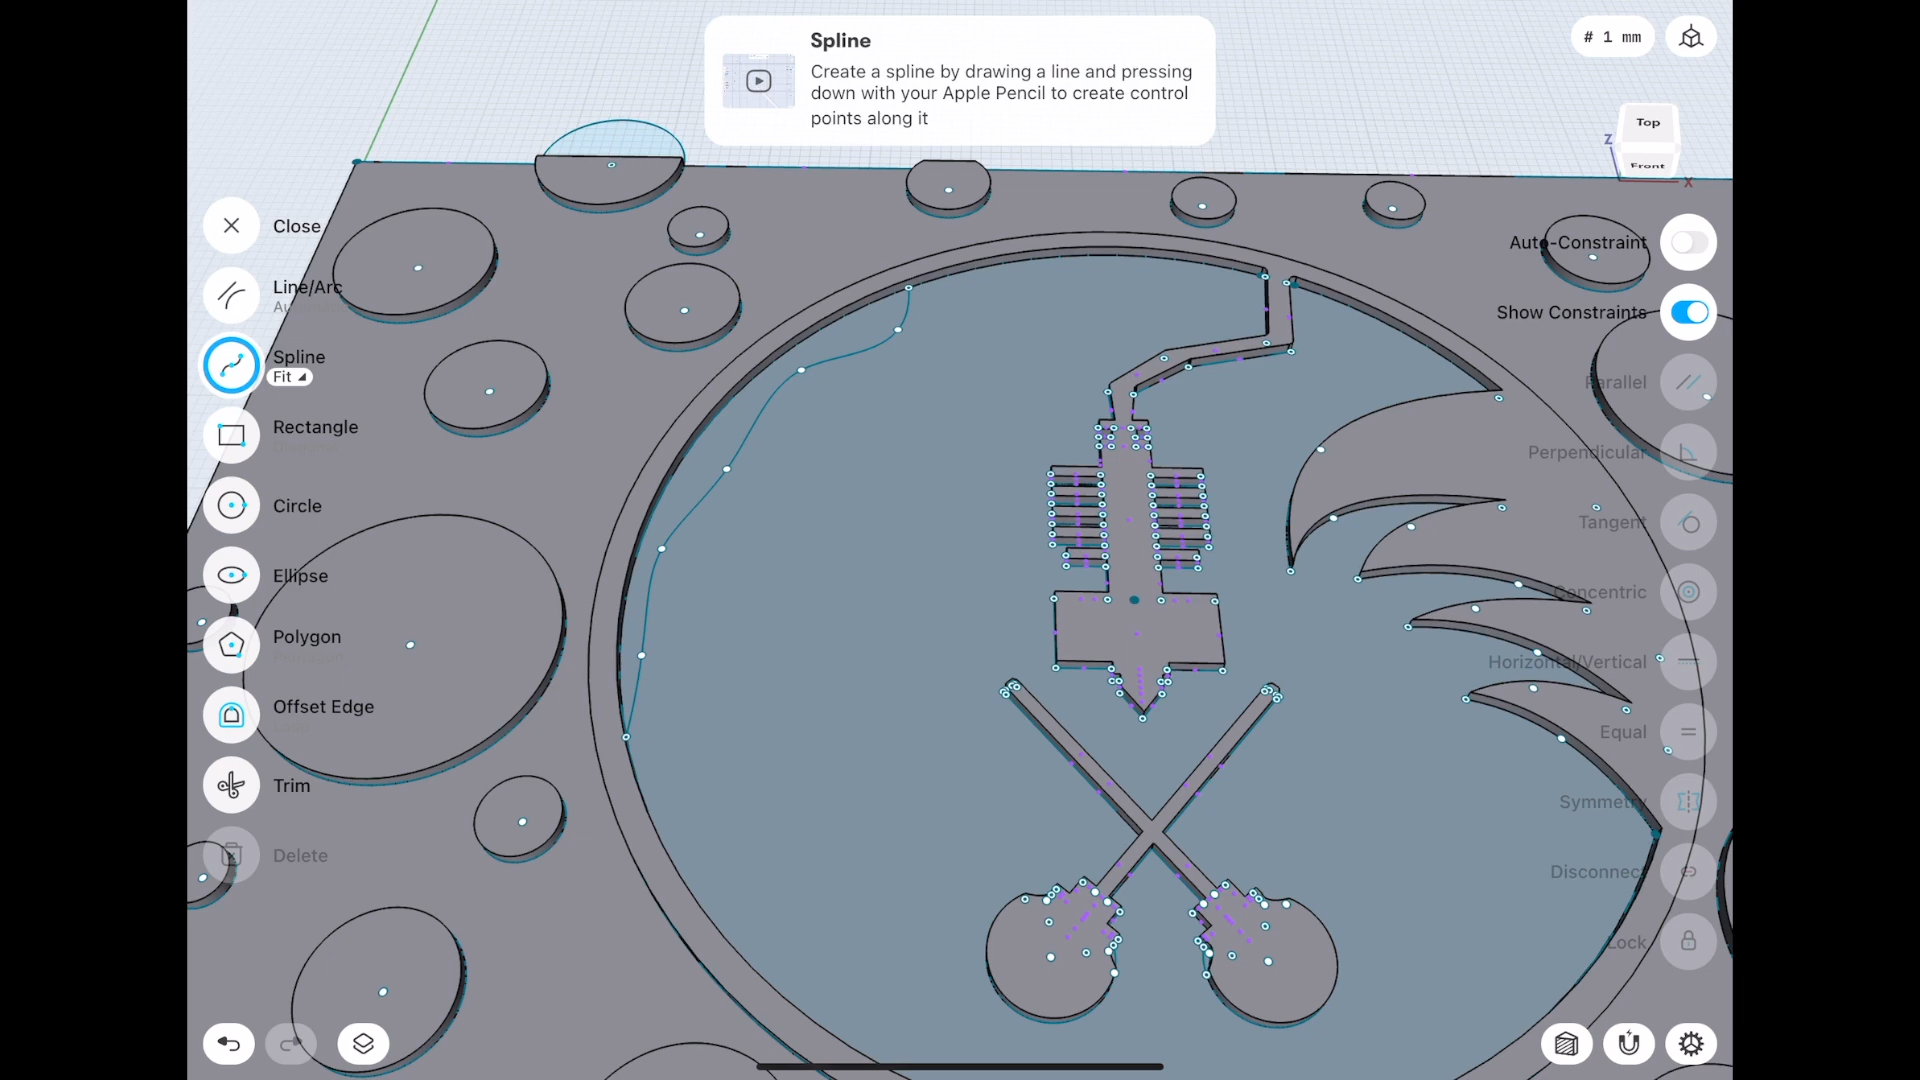 Spline
Create a spline by drawing a line and pressing
down with your Apple Pencil to create control
points along it
# 1 mm
Top
Front
Z
X
Close
Line/Arc
Spline
Fit
Rectangle
Circle
Ellipse
Polygon
Offset Edge
Trim
Delete
Auto-Constraint
Show Constraints
Parallel
Perpendicular
Tangent
Concentric
Horizontal/Vertical
Equal
Symmetry
Disconnect
Lock